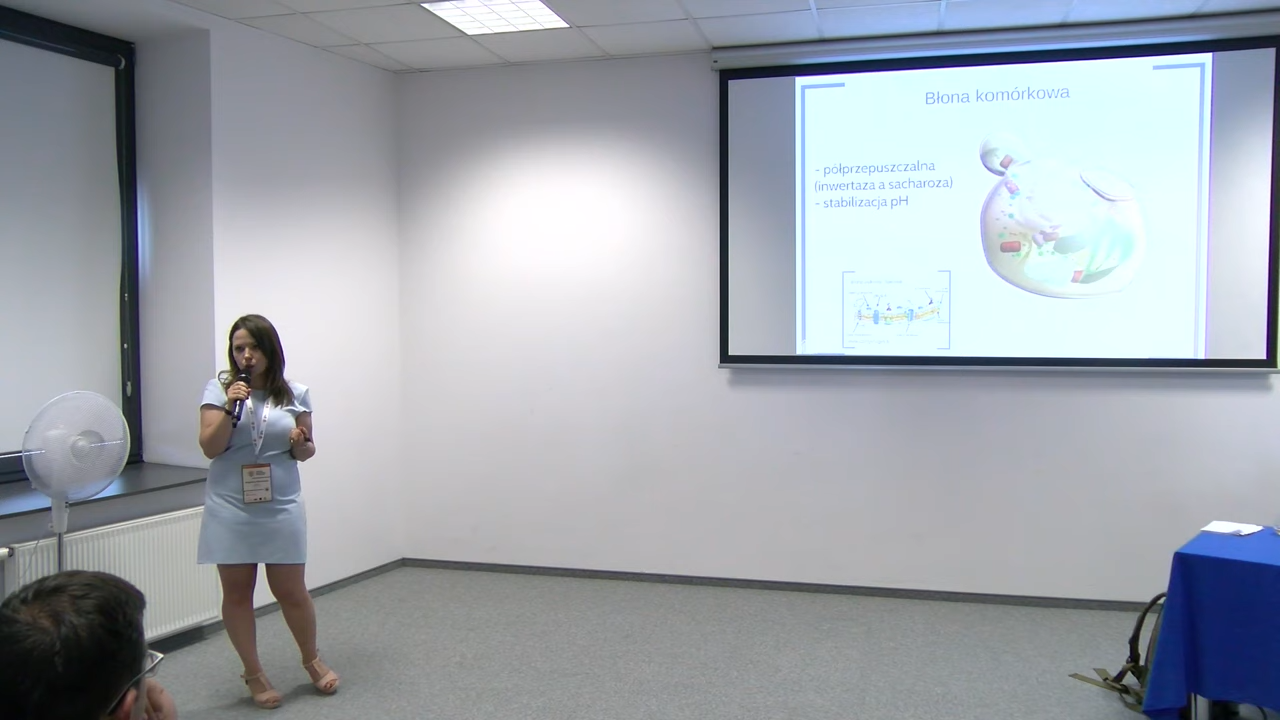 Błona komórkowa
- półprzepuszczalna
(inwertaza a sacharoza)
- stabilizacja pH